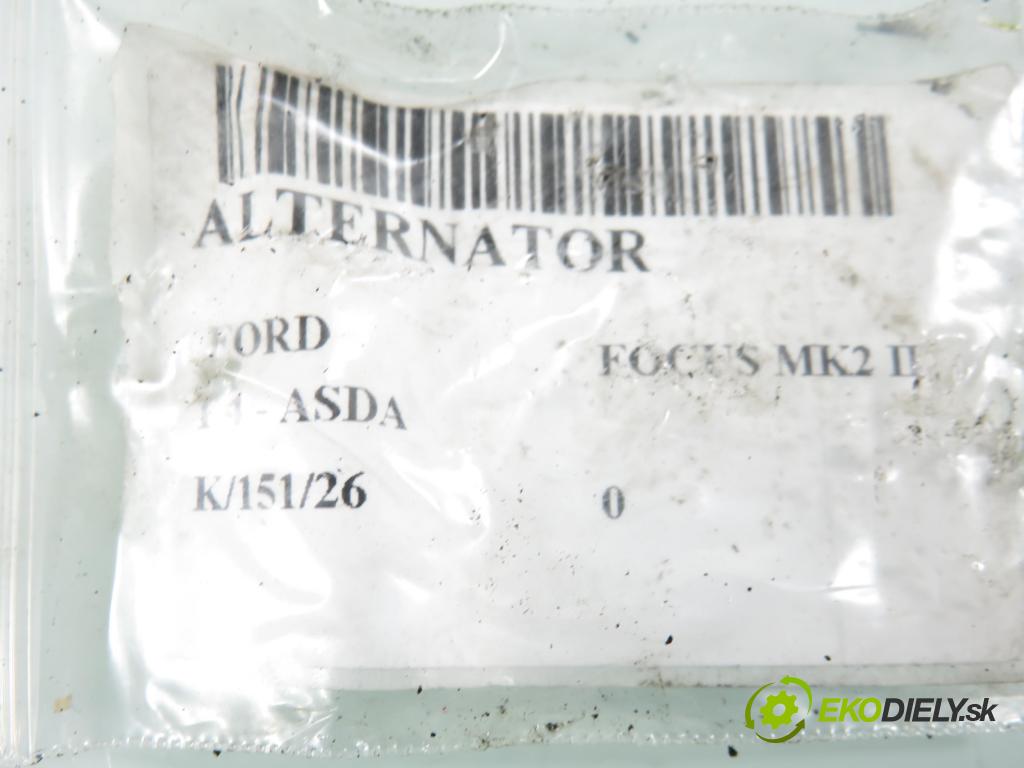 ALTERNATOR
FORD FOCUS MK2 II
1.4 - ASDA
K/151/26 0
EKODIELY.sk